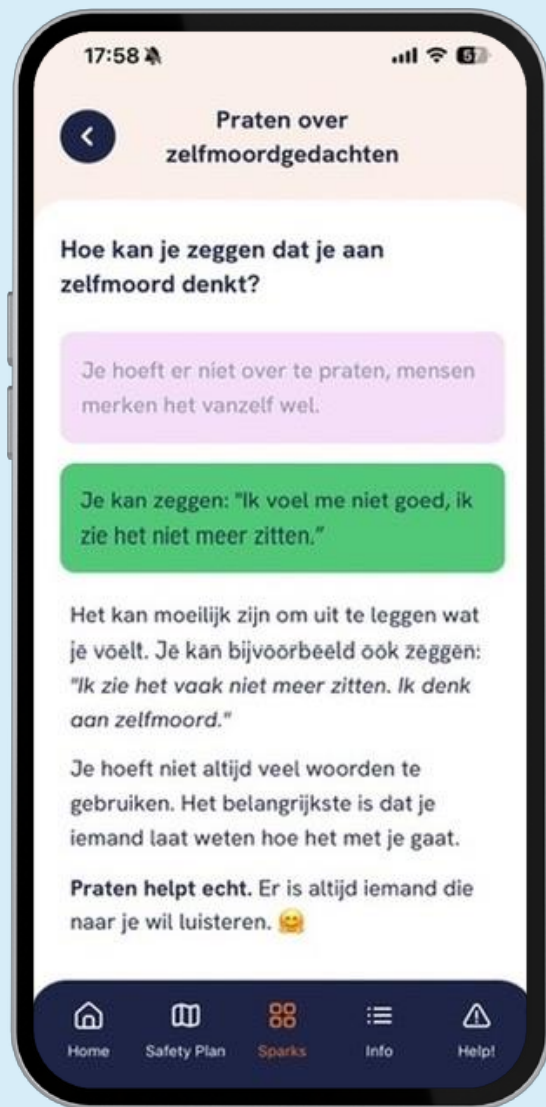 17:58
57
Praten over
zelfmoordgedachten
Hoe kan je zeggen dat je aan
zelfmoord denkt?
Je hoeft er niet over te praten, mensen
merken het vanzelf wel.
Je kan zeggen: "Ik voel me niet goed, ik
zie het niet meer zitten.”
Het kan moeilijk zijn om uit te leggen wat
je voelt. Je kan bijvoorbeeld ook zeggen:
"Ik zie het vaak niet meer zitten. Ik denk
aan zelfmoord."
Je hoeft niet altijd veel woorden te
gebruiken. Het belangrijkste is dat je
iemand laat weten hoe het met je gaat.
Praten helpt echt. Er is altijd iemand die
naar je wil luisteren. 🤗
Home Safety Plan Sparks Info Help!